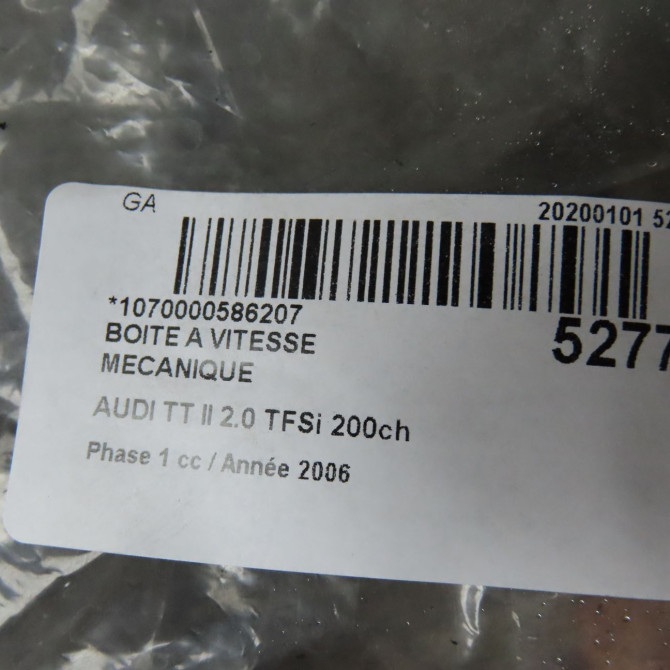 GA
20200101 52
*1070000586207
5277
BOITE A VITESSE
MECANIQUE
AUDI TT II 2.0 TFSi 200ch
Phase 1 cc / Année 2006